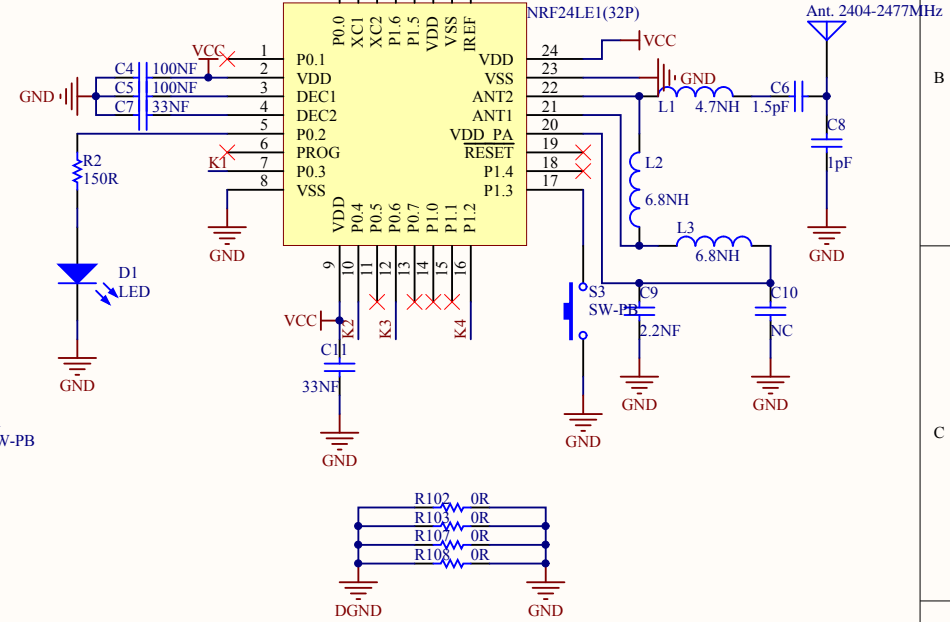 NRF24LE1(32P)
Ant. 2404-2477MHz
P0.0
XC1
XC2
P1.6
P1.5
VDD
VSS
IREF
VCC
1
P0.1
VDD
24
VCC
C4
100NF
2
VDD
VSS
23
GND
B
GND
C5
100NF
3
DEC1
ANT2
22
L1
4.7NH
C6
1.5pF
C7
33NF
4
DEC2
ANT1
21
5
P0.2
VDD_PA
20
C8
1pF
6
PROG
RESET
19
R2
150R
K1
7
P0.3
P1.4
18
L2
6.8NH
8
VSS
P1.3
17
GND
VDD
P0.4
P0.5
P0.6
P0.7
P1.0
P1.1
P1.2
L3
6.8NH
GND
9
10
11
12
13
14
15
16
D1
LED
S3
SW-PB
C9
2.2NF
C10
NC
VCC
K2
K3
K4
C11
33NF
GND
GND
GND
GND
GND
W-PB
C
R102
0R
R103
0R
R107
0R
R108
0R
DGND
GND